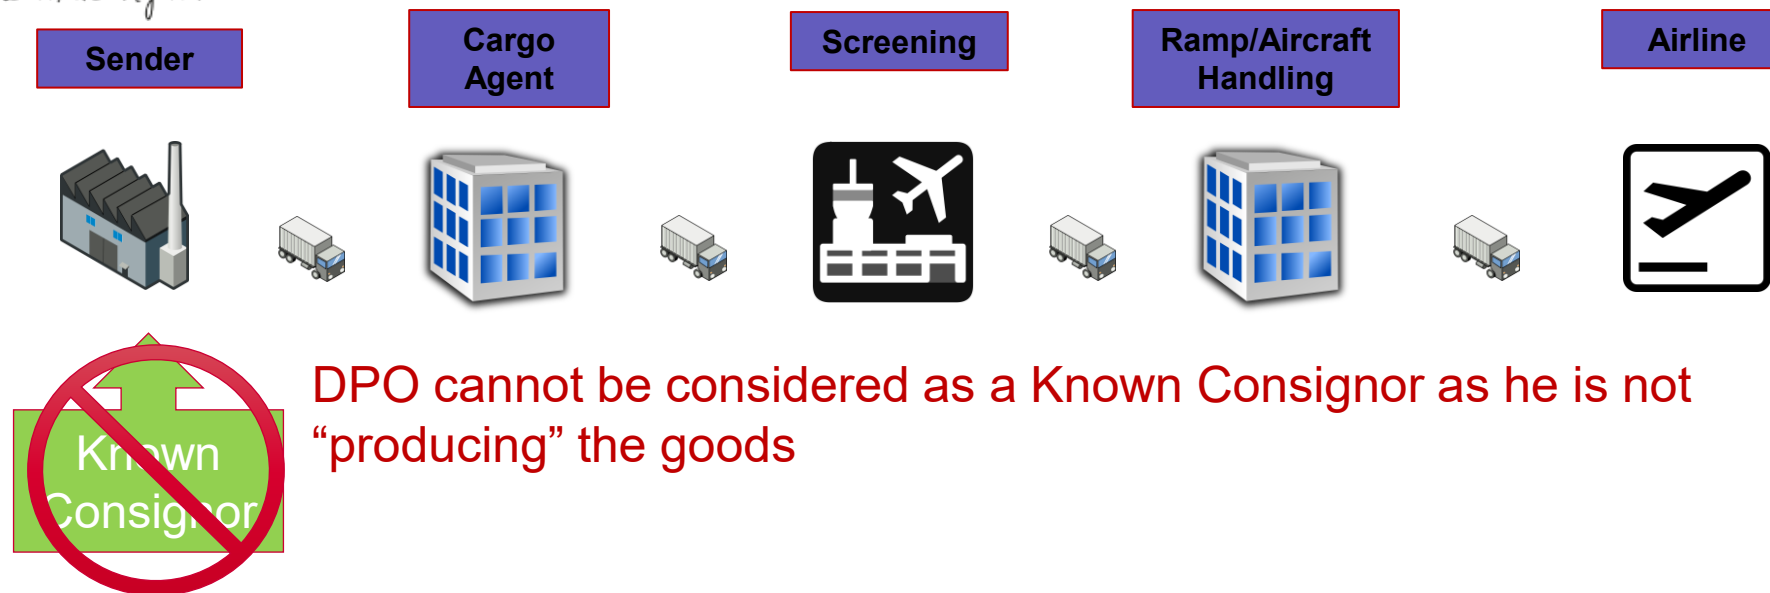 Sender
Cargo
Agent
Screening
Ramp/Aircraft
Handling
Airline
Known
Consignor
DPO cannot be considered as a Known Consignor as he is not
“producing” the goods